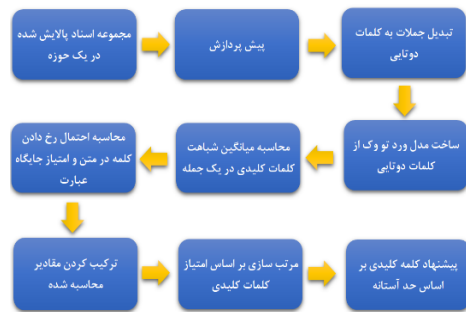 مجموعه اسناد پالایش شده
در یک حوزه
پیش پردازش
تبدیل جملات به کلمات
دوتایی
ساخت مدل ورد تو وک از
کلمات دوتایی
محاسبه میانگین شباهت
کلمات کلیدی در یک جمله
محاسبه احتمال رخ دادن
کلمه در متن و امتیاز جایگاه
عبارت
ترکیب کردن مقادیر
محاسبه شده
مرتب سازی بر اساس امتیاز
کلمات کلیدی
پیشنهاد کلمه کلیدی بر
اساس حد آستانه